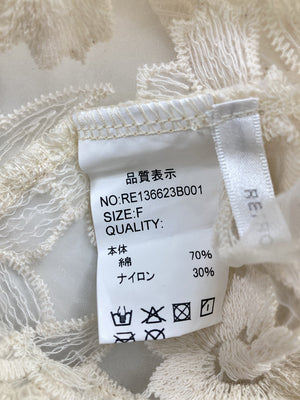 品質表示
NO:RE136623B001
SIZE:F
QUALITY:
本体
綿 70%
ナイロン 30%